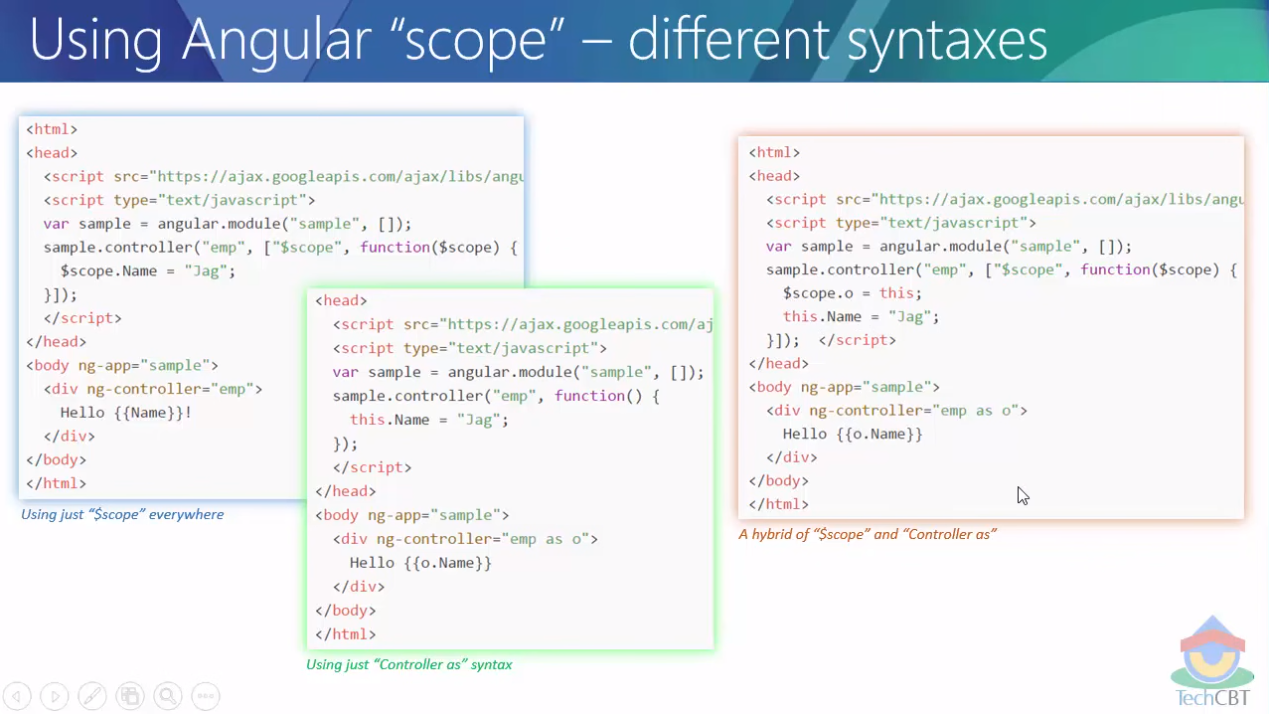 Using Angular “scope” – different syntaxes
<html>
<head>
<script src="https://ajax.googleapis.com/ajax/libs/angu
<script type="text/javascript">
var sample = angular.module("sample", []);
sample.controller("emp", ["$scope", function($scope) {
$scope.Name = "Jag";
}]);
</script>
</head>
<body ng-app="sample">
<div ng-controller="emp">
Hello {{Name}}!
</div>
</body>
</html>
Using just “$scope” everywhere
<head>
<script src="https://ajax.googleapis.com/aj
<script type="text/javascript">
var sample = angular.module("sample", []);
sample.controller("emp", function() {
this.Name = "Jag";
});
</script>
</head>
<body ng-app="sample">
<div ng-controller="emp as o">
Hello {{o.Name}}
</div>
</body>
</html>
Using just “Controller as” syntax
<html>
<head>
<script src="https://ajax.googleapis.com/ajax/libs/angu
<script type="text/javascript">
var sample = angular.module("sample", []);
sample.controller("emp", ["$scope", function($scope) {
$scope.o = this;
this.Name = "Jag";
}]); </script>
</head>
<body ng-app="sample">
<div ng-controller="emp as o">
Hello {{o.Name}}
</div>
</body>
</html>
A hybrid of “$scope” and “Controller as”
TechCBT